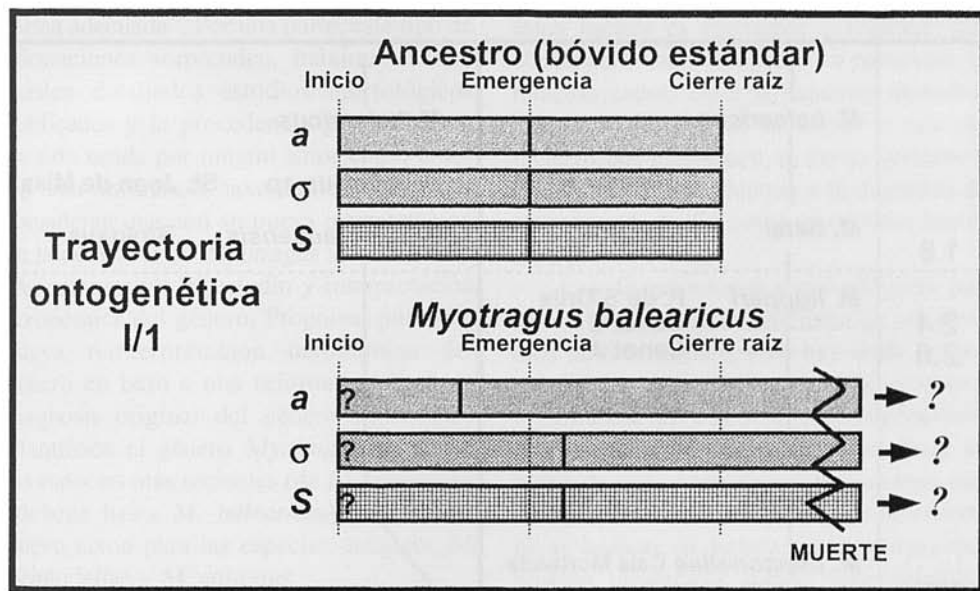 Ancestro (bóvido estándar)
Inicio Emergencia Cierre raíz
a
σ
S
Trayectoria
ontogenética
I/1
Myotragus balearicus
Inicio Emergencia Cierre raíz
a ? ?
σ ? ?
S ? ?
MUERTE